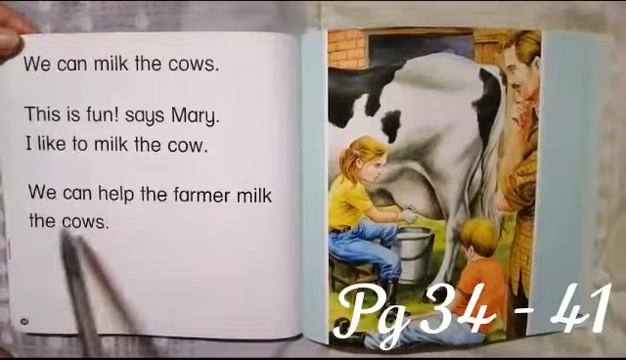 We can milk the cows.
This is fun! says Mary.
I like to milk the cow.
We can help the farmer milk
the cows.
Pg 34 - 41